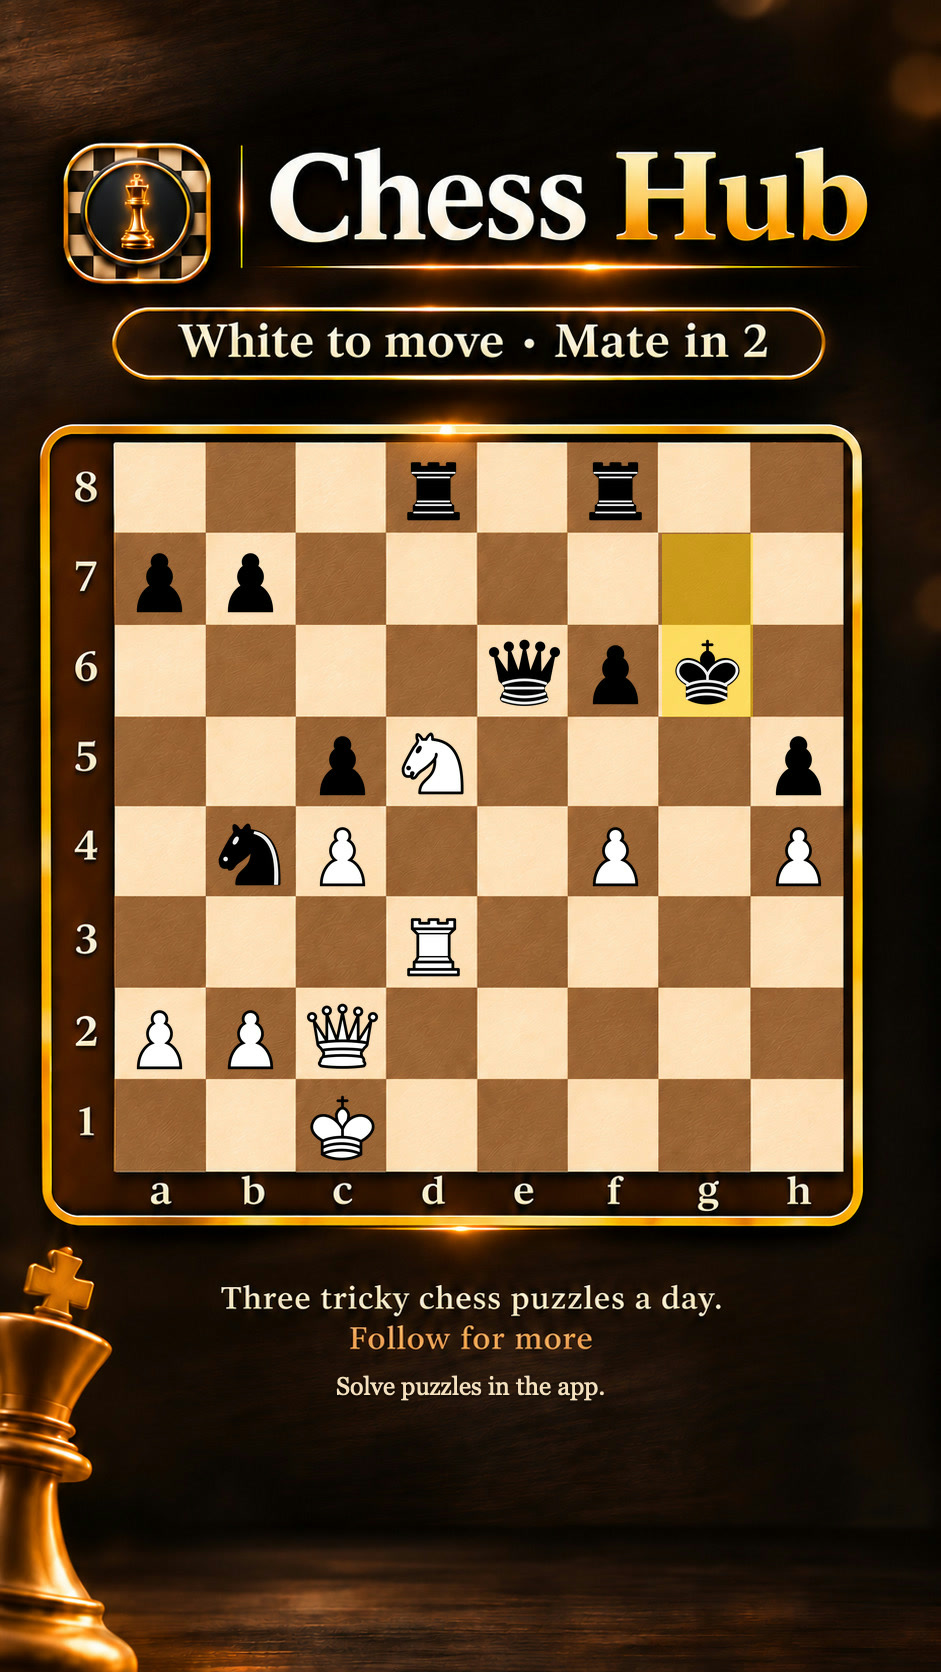 Chess Hub
White to move • Mate in 2
8
7
6
5
4
3
2
1
a b c d e f g h
Three tricky chess puzzles a day.
Follow for more
Solve puzzles in the app.